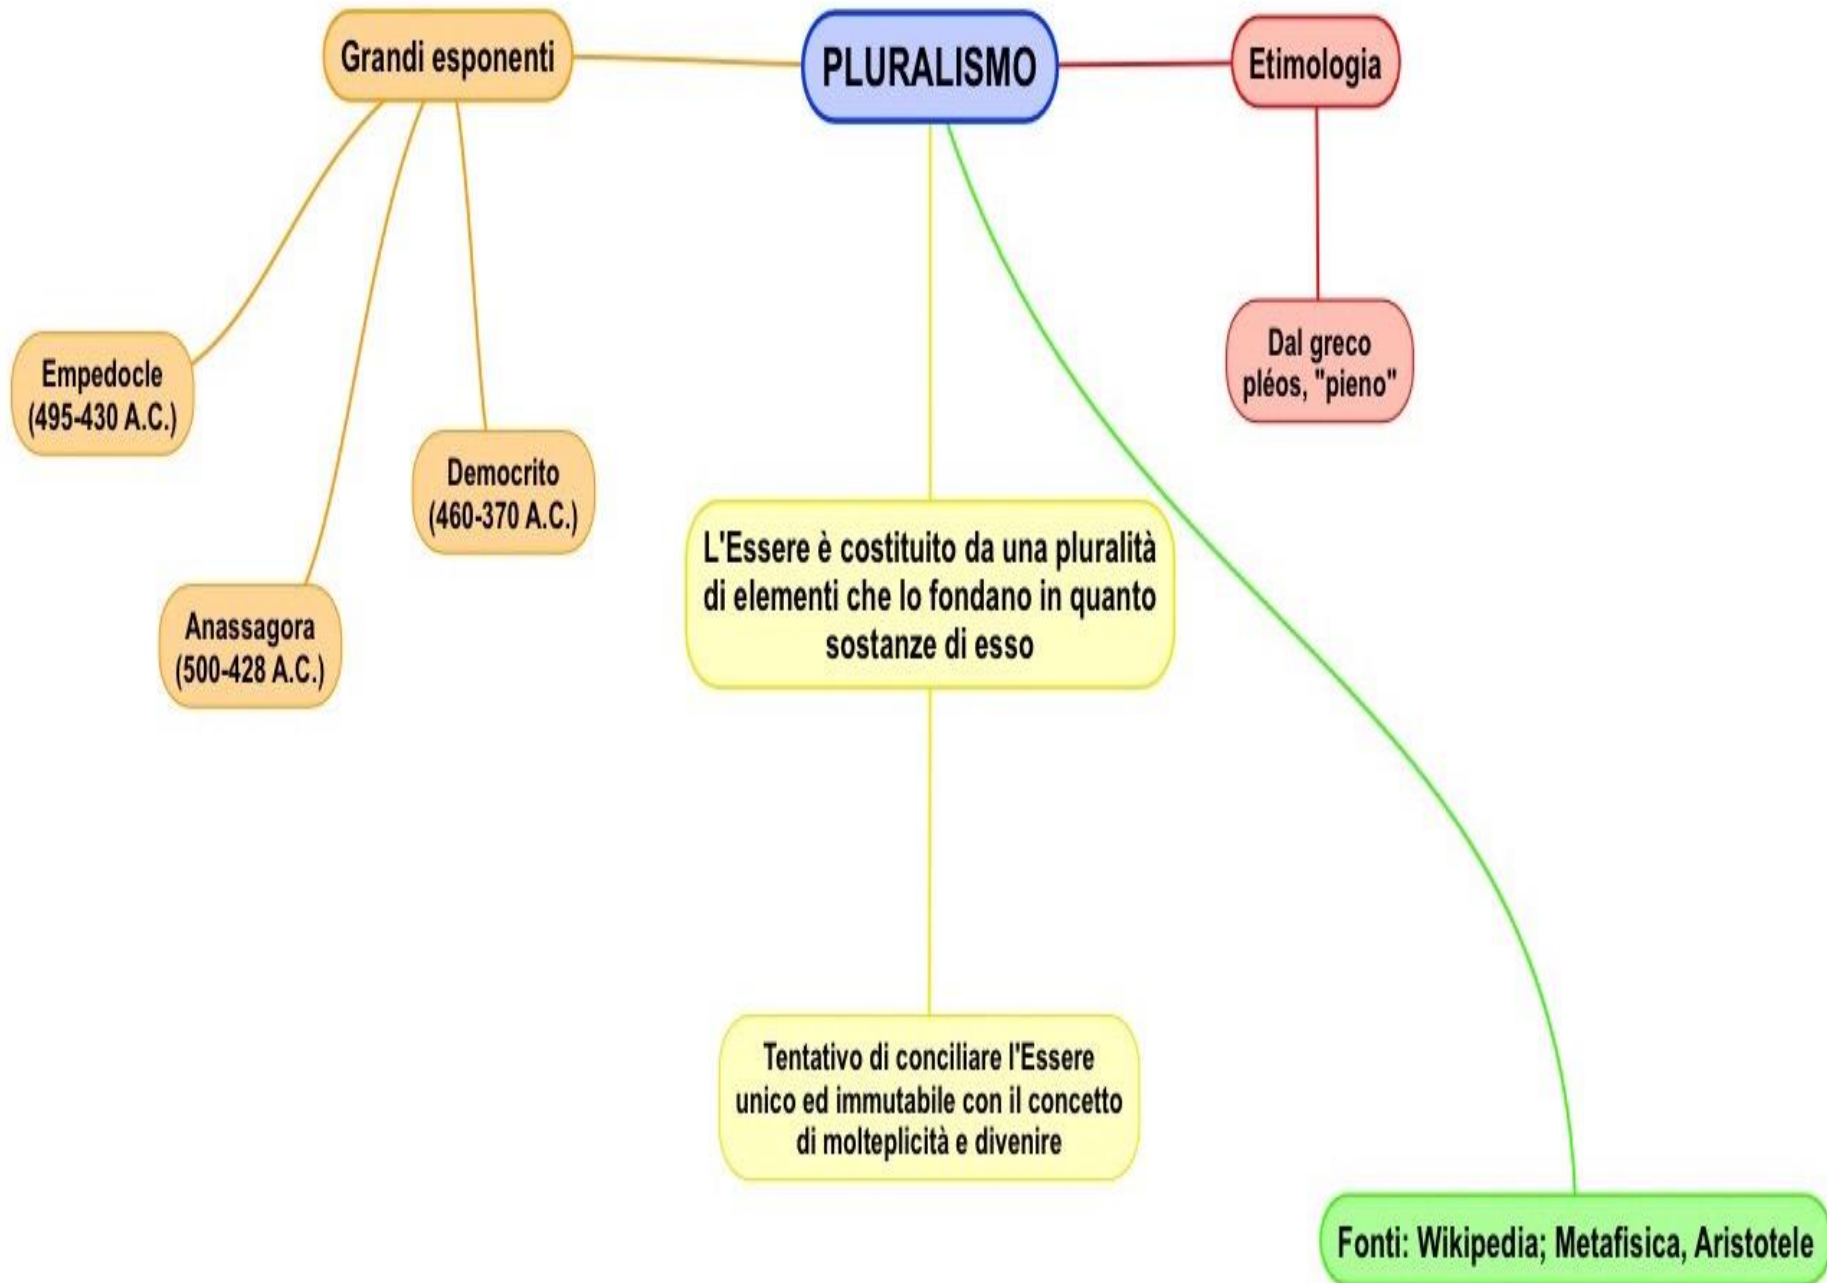 Grandi esponenti
PLURALISMO
Etimologia
Dal greco
pléos, "pieno"
Empedocle
(495-430 A.C.)
Democrito
(460-370 A.C.)
Anassagora
(500-428 A.C.)
L'Essere è costituito da una pluralità
di elementi che lo fondano in quanto
sostanze di esso
Tentativo di conciliare l'Essere
unico ed immutabile con il concetto
di molteplicità e divenire
Fonti: Wikipedia; Metafisica, Aristotele